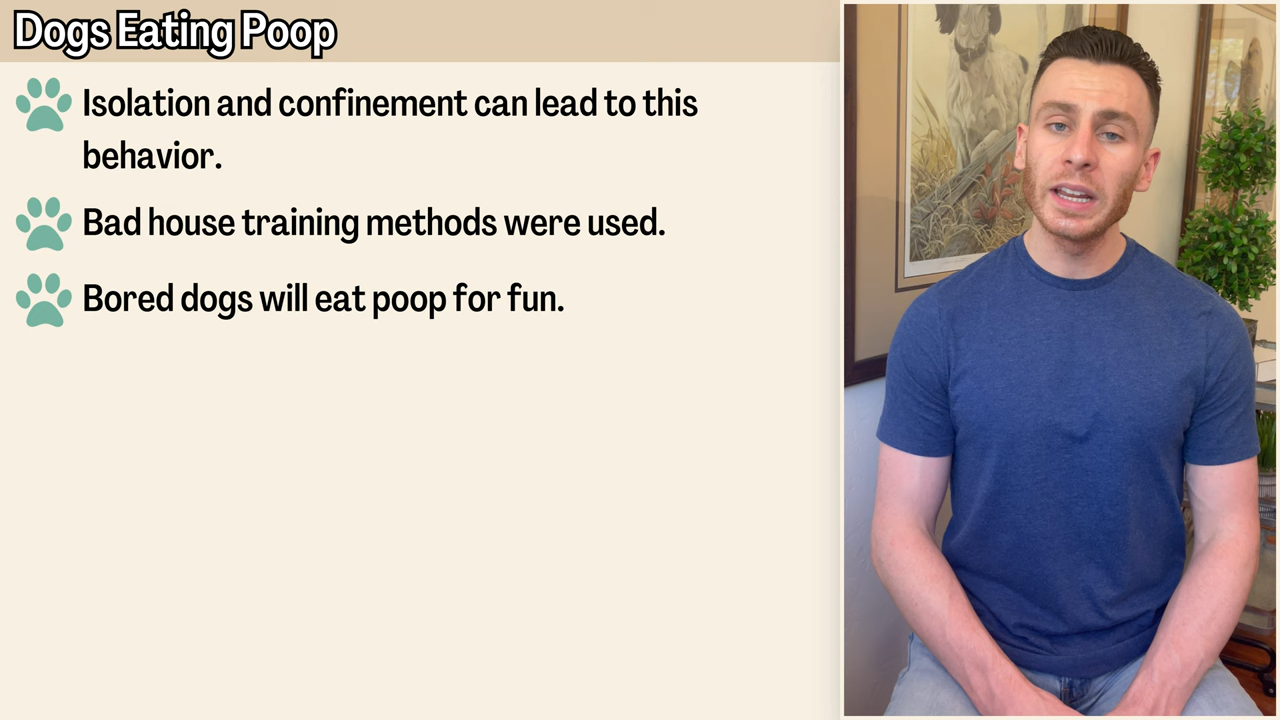 Dogs Eating Poop
Isolation and confinement can lead to this
behavior.
Bad house training methods were used.
Bored dogs will eat poop for fun.